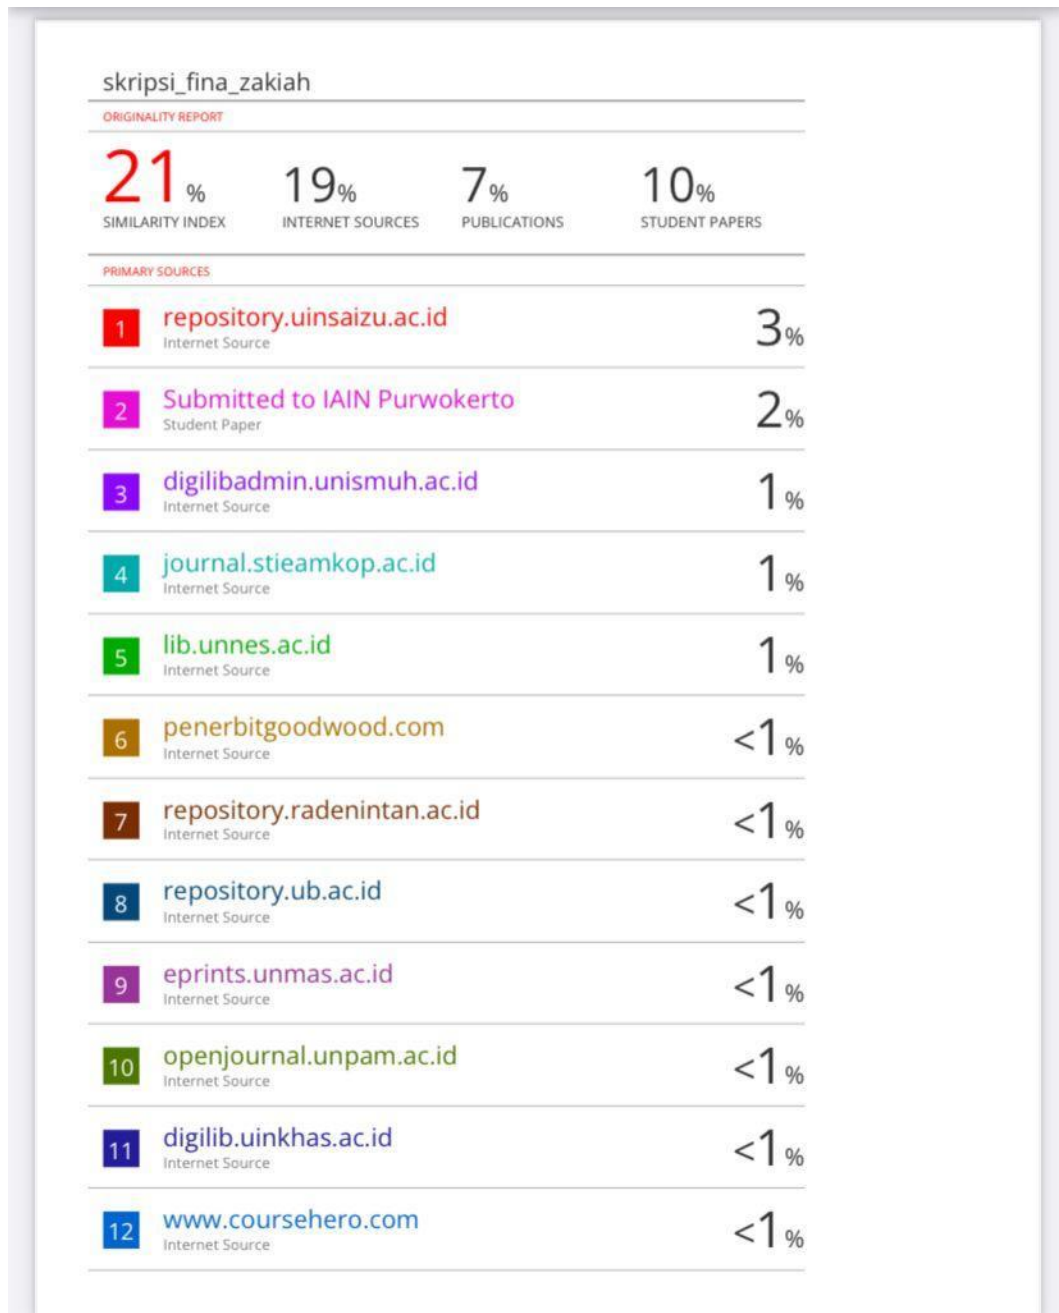 skripsi_fina_zakiah
ORIGINALITY REPORT
21% 19% 7% 10%
SIMILARITY INDEX INTERNET SOURCES PUBLICATIONS STUDENT PAPERS
PRIMARY SOURCES
1 repository.uinsaizu.ac.id 3%
Internet Source
2 Submitted to IAIN Purwokerto 2%
Student Paper
3 digilibadmin.unismuh.ac.id 1%
Internet Source
4 journal.stieamkop.ac.id 1%
Internet Source
5 lib.unnes.ac.id 1%
Internet Source
6 penerbitgoodwood.com <1%
Internet Source
7 repository.radenintan.ac.id <1%
Internet Source
8 repository.ub.ac.id <1%
Internet Source
9 eprints.unmas.ac.id <1%
Internet Source
10 openjournal.unpam.ac.id <1%
Internet Source
11 digilib.uinkhas.ac.id <1%
Internet Source
12 www.coursehero.com <1%
Internet Source